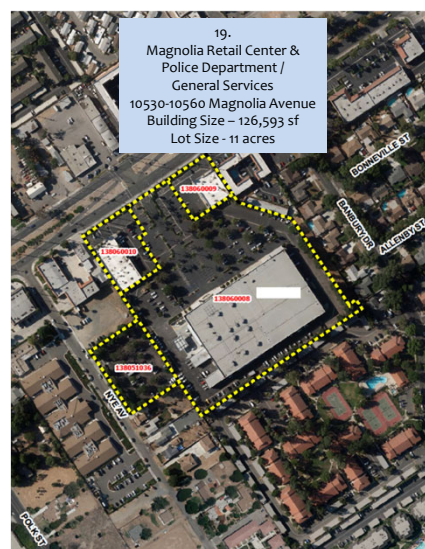 19.
Magnolia Retail Center &
Police Department /
General Services
10530-10560 Magnolia Avenue
Building Size – 126,593 sf
Lot Size - 11 acres
BONNEVILLE ST
BANBURY DR
ALLENBY ST
138060009
138060010
138060008
138051036
NYE AV
POLK ST